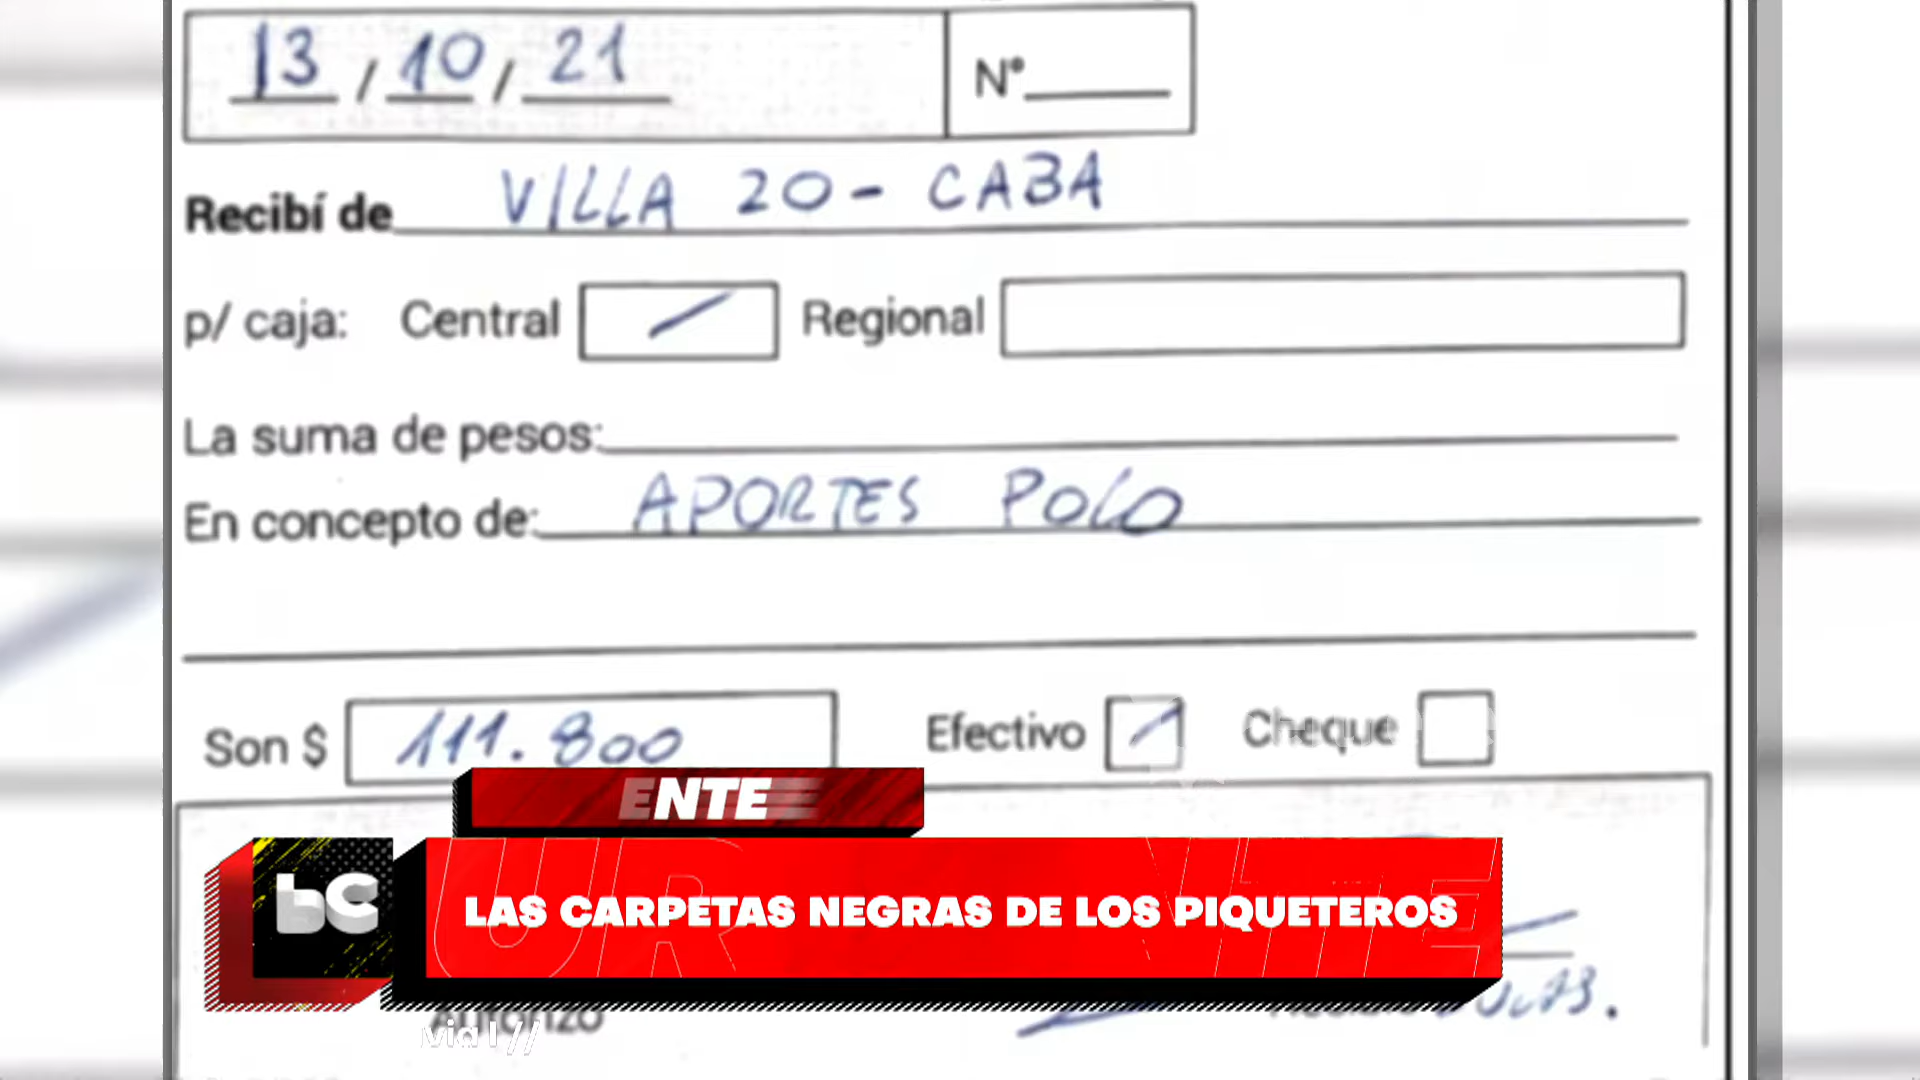 13 / 10 / 21 N°
Recibí de VILLA 20 - CABA
p/ caja: Central Regional
La suma de pesos:
En concepto de: APORTES POLO
Son $ 111.800 Efectivo Cheque
ENTE
bC LAS CARPETAS NEGRAS DE LOS PIQUETEROS
Autorizó